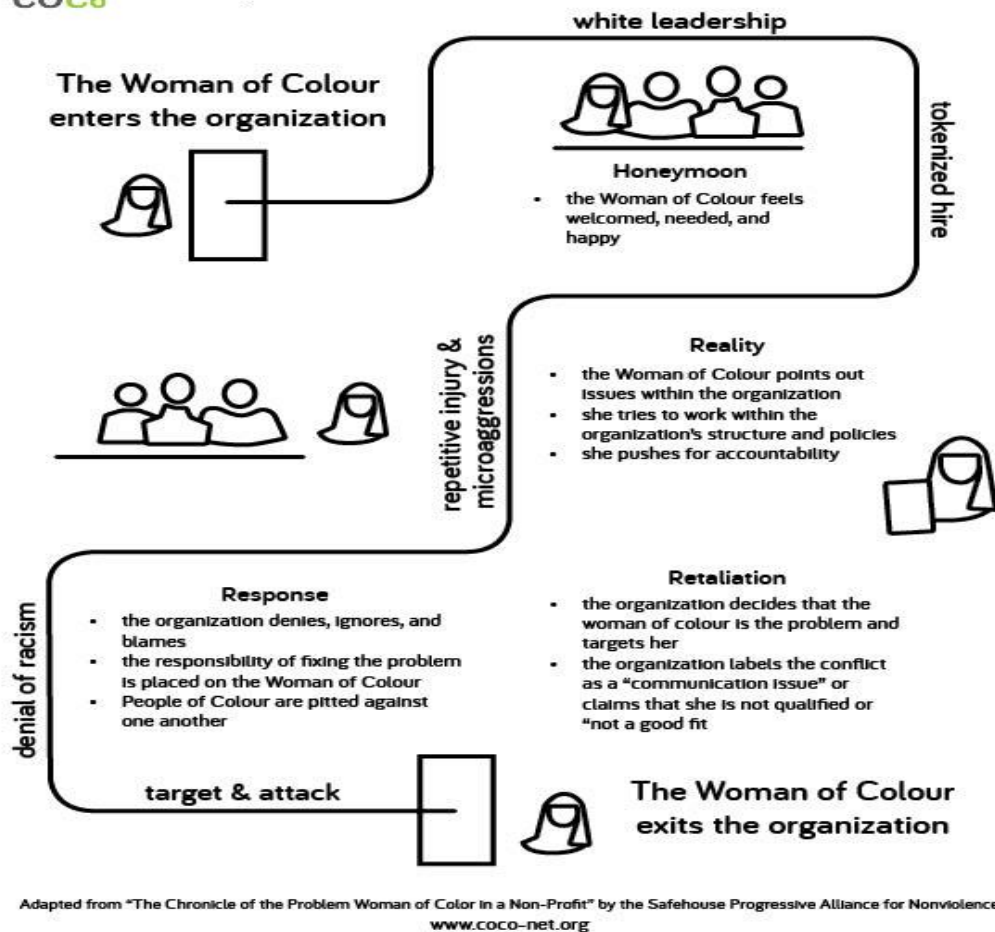 COCo
white leadership
The Woman of Colour
enters the organization
tokenized hire
Honeymoon
• the Woman of Colour feels
welcomed, needed, and
happy
repetitive injury &
microaggressions
Reality
• the Woman of Colour points out
issues within the organization
• she tries to work within the
organization's structure and policies
• she pushes for accountability
denial of racism
Response
• the organization denies, ignores, and
blames
• the responsibility of fixing the problem
is placed on the Woman of Colour
• People of Colour are pitted against
one another
Retaliation
• the organization decides that the
woman of colour is the problem and
targets her
• the organization labels the conflict
as a "communication issue" or
claims that she is not qualified or
"not a good fit
target & attack
The Woman of Colour
exits the organization
Adapted from "The Chronicle of the Problem Woman of Color in a Non-Profit" by the Safehouse Progressive Alliance for Nonviolence
www.coco-net.org